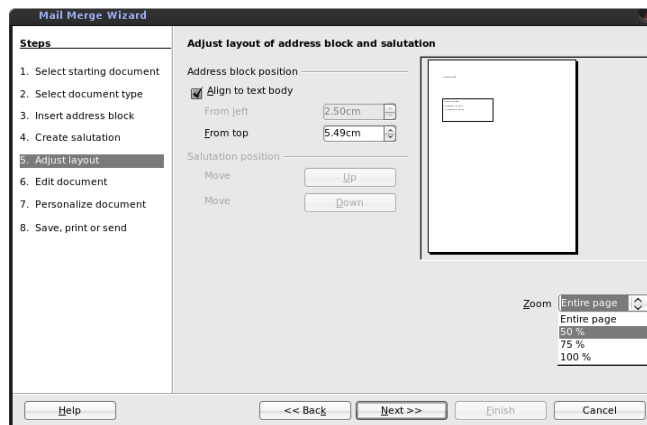 Mail Merge Wizard
Steps
1. Select starting document
2. Select document type
3. Insert address block
4. Create salutation
5. Adjust layout
6. Edit document
7. Personalize document
8. Save, print or send
Adjust layout of address block and salutation
Address block position
Align to text body
From left 2.50cm
From top 5.49cm
Salutation position
Move Up
Move Down
Zoom Entire page
Entire page
50 %
75 %
100 %
Help << Back Next >> Finish Cancel